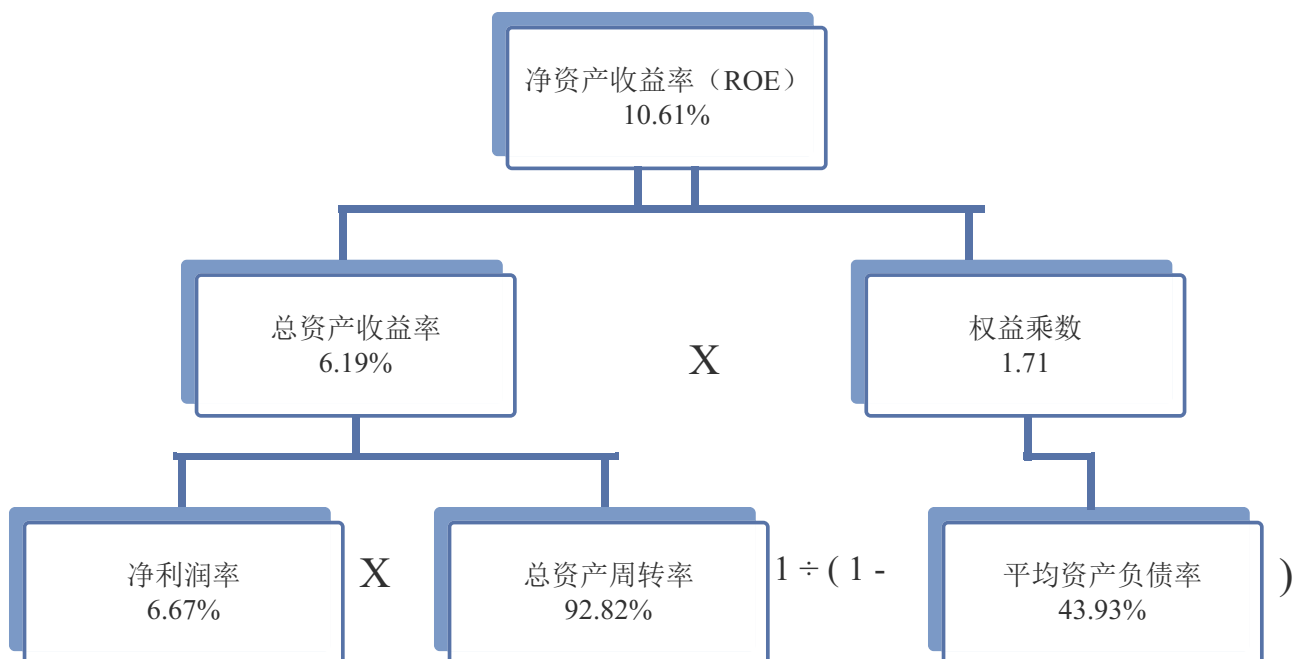 净资产收益率（ROE）
10.61%
总资产收益率
6.19%
X
权益乘数
1.71
净利润率
6.67%
X
总资产周转率
92.82%
1 ÷ ( 1 -
平均资产负债率
43.93%
)